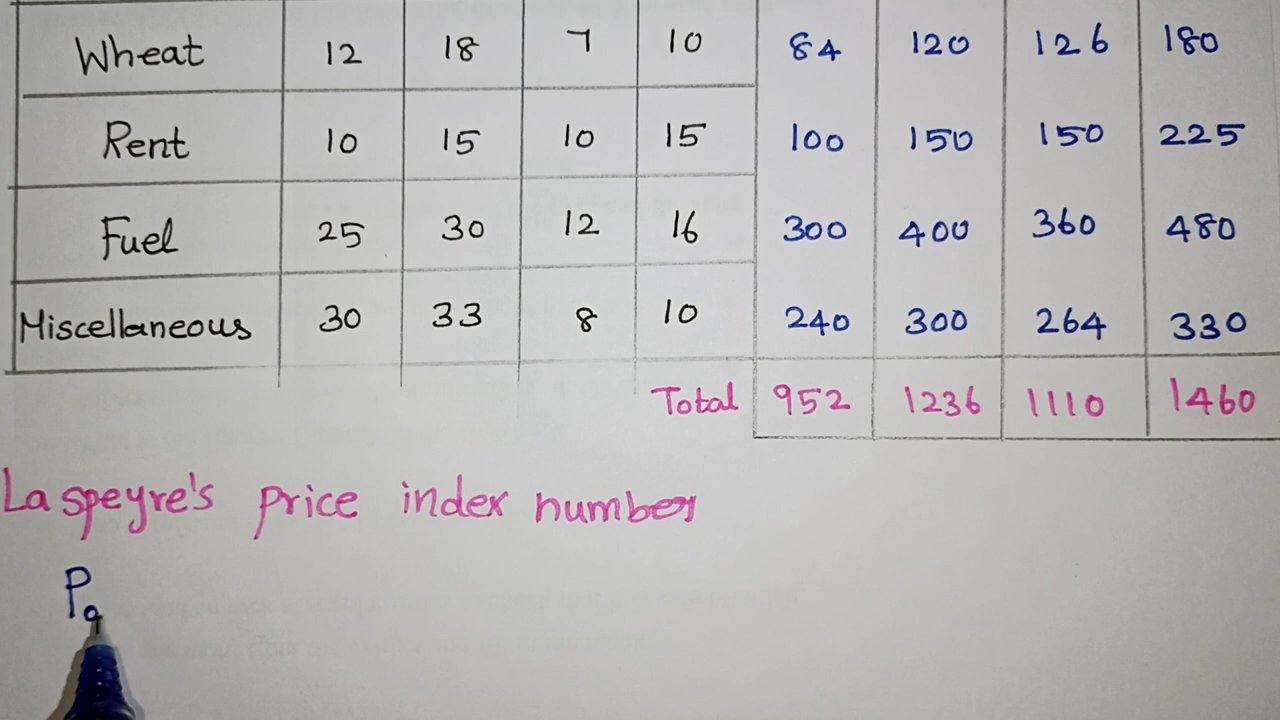 Wheat 12 18 7 10 84 120 126 180
Rent 10 15 10 15 100 150 150 225
Fuel 25 30 12 16 300 400 360 480
Miscellaneous 30 33 8 10 240 300 264 330
Total 952 1236 1110 1460
Laspeyre's price index number
P0